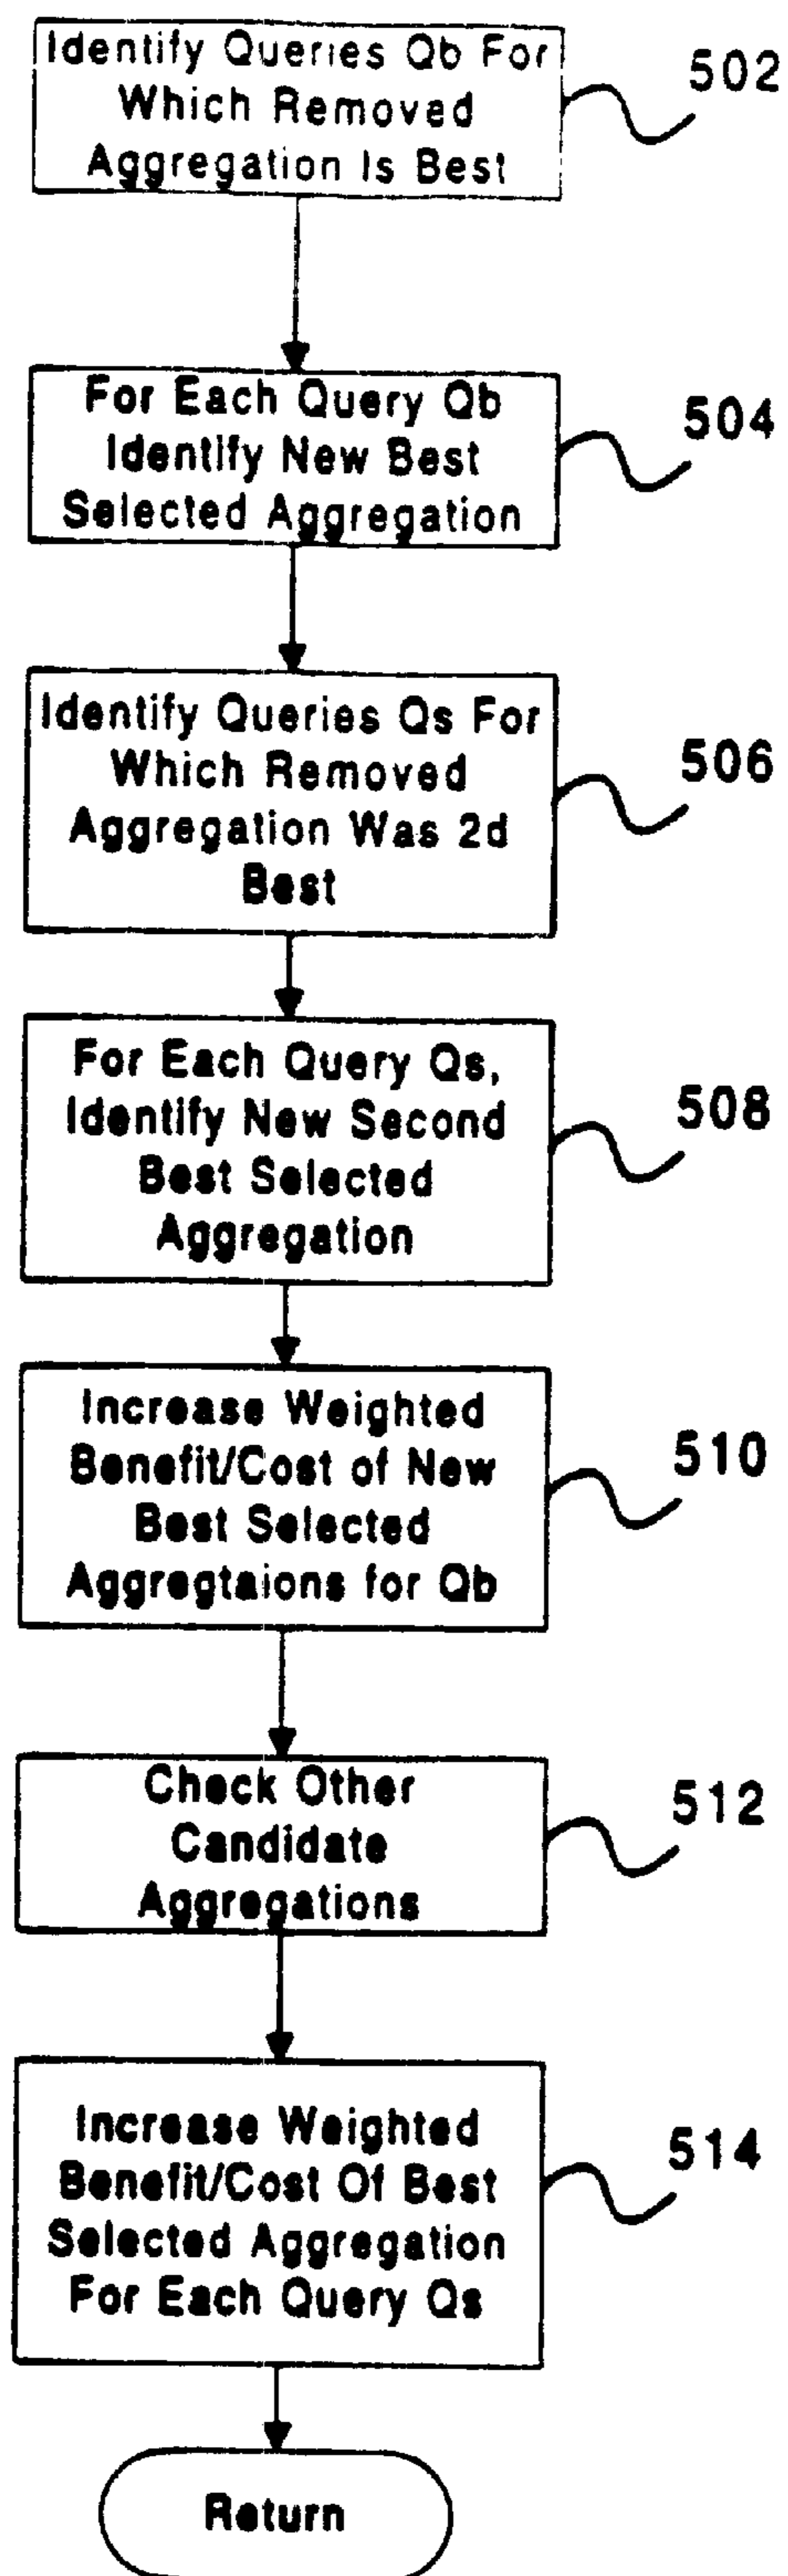 Identify Queries Qb For
Which Removed
Aggregation Is Best
502
For Each Query Qb
Identify New Best
Selected Aggregation
504
Identify Queries Qs For
Which Removed
Aggregation Was 2d
Best
506
For Each Query Qs,
Identify New Second
Best Selected
Aggregation
508
Increase Weighted
Benefit/Cost of New
Best Selected
Aggregtaions for Qb
510
Check Other
Candidate
Aggregations
512
Increase Weighted
Benefit/Cost Of Best
Selected Aggregation
For Each Query Qs
514
Return